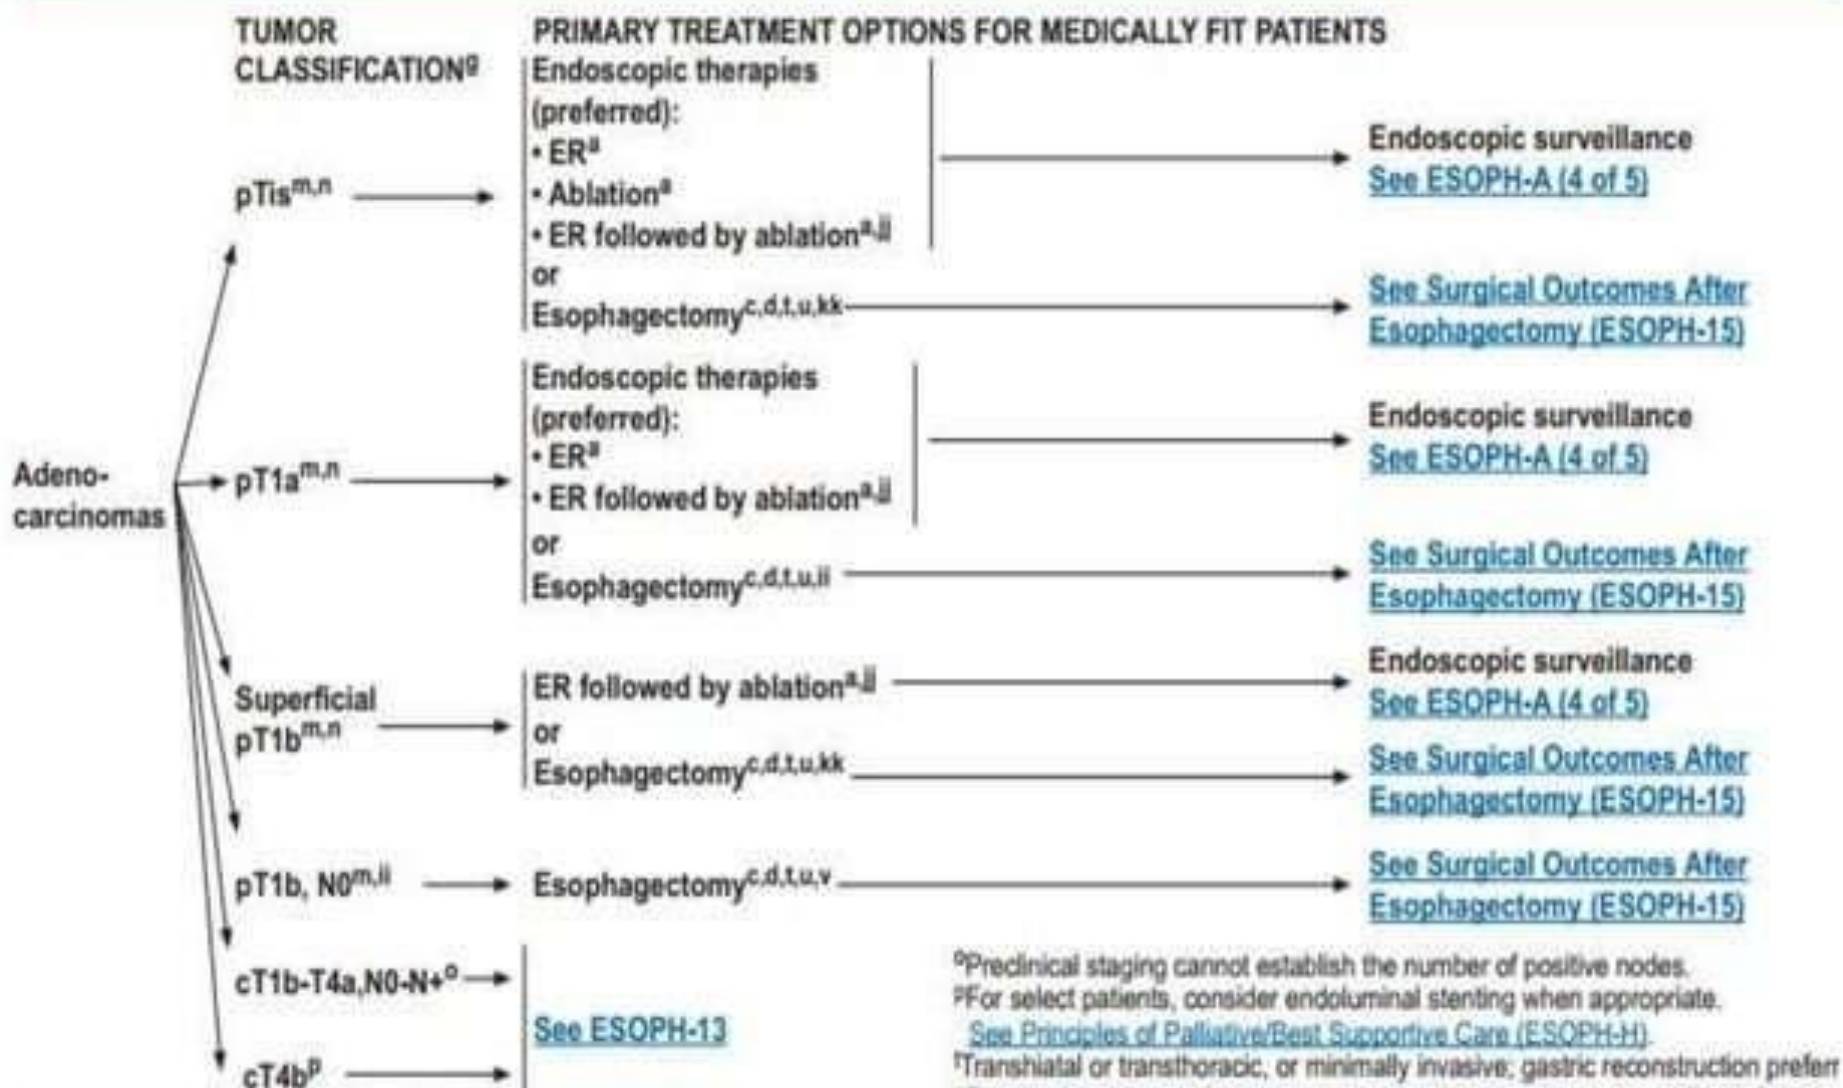 TUMOR
CLASSIFICATIONg
PRIMARY TREATMENT OPTIONS FOR MEDICALLY FIT PATIENTS
Adeno-
carcinomas
pTism,n
Endoscopic therapies
(preferred):
• ERa
• Ablationa
• ER followed by ablationa,jj
or
Esophagectomyc,d,t,u,kk
Endoscopic surveillance
See ESOPH-A (4 of 5)
See Surgical Outcomes After
Esophagectomy (ESOPH-15)
pT1am,n
Endoscopic therapies
(preferred):
• ERa
• ER followed by ablationa,jj
or
Esophagectomyc,d,t,u,ii
Endoscopic surveillance
See ESOPH-A (4 of 5)
See Surgical Outcomes After
Esophagectomy (ESOPH-15)
Superficial
pT1bm,n
ER followed by ablationa,jj
or
Esophagectomyc,d,t,u,kk
Endoscopic surveillance
See ESOPH-A (4 of 5)
See Surgical Outcomes After
Esophagectomy (ESOPH-15)
pT1b, N0m,ii
Esophagectomyc,d,t,u,v
See Surgical Outcomes After
Esophagectomy (ESOPH-15)
cT1b-T4a,N0-N+o
cT4bp
See ESOPH-13
oPreclinical staging cannot establish the number of positive nodes.
pFor select patients, consider endoluminal stenting when appropriate.
See Principles of Palliative/Best Supportive Care (ESOPH-H).
Transhiatal or transthoracic, or minimally invasive; gastric reconstruction preferr